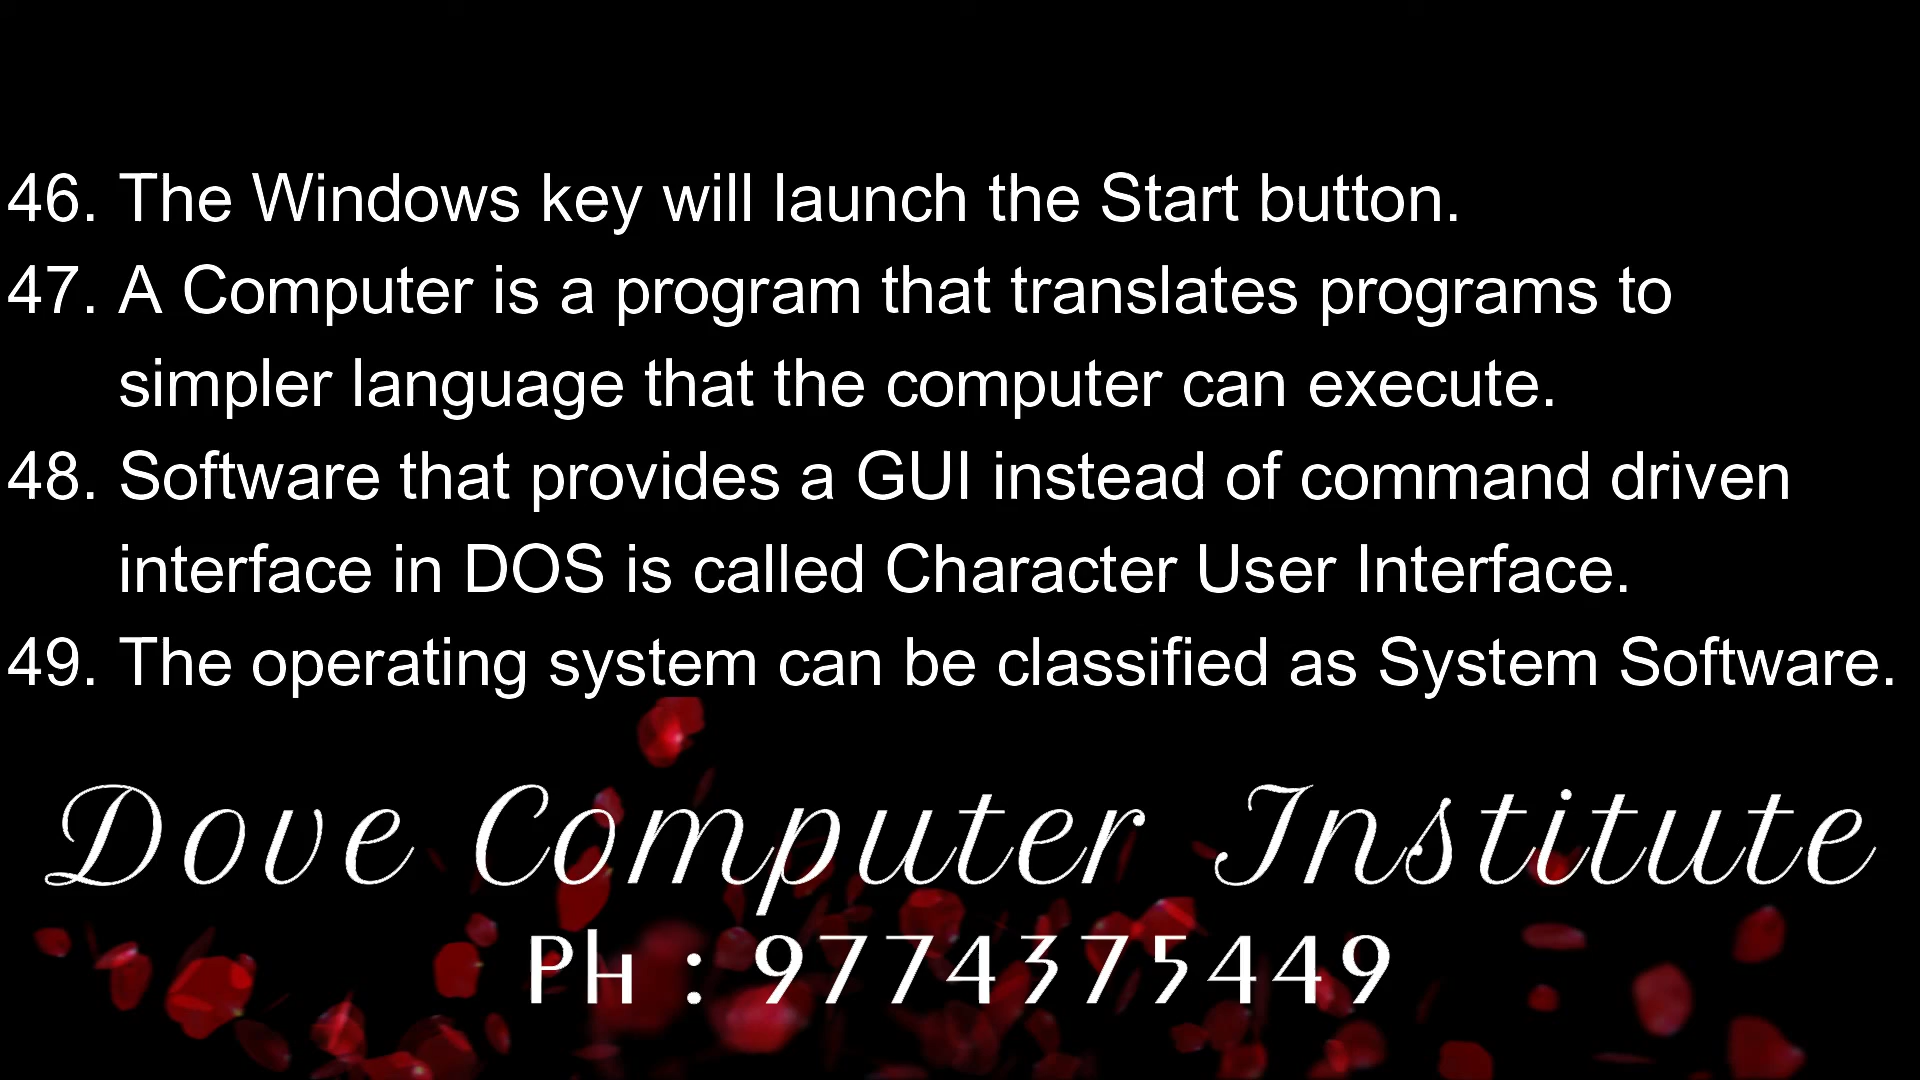 46. The Windows key will launch the Start button.
47. A Computer is a program that translates programs to
simpler language that the computer can execute.
48. Software that provides a GUI instead of command driven
interface in DOS is called Character User Interface.
49. The operating system can be classified as System Software.
Dove Computer Institute
Ph : 9774375449